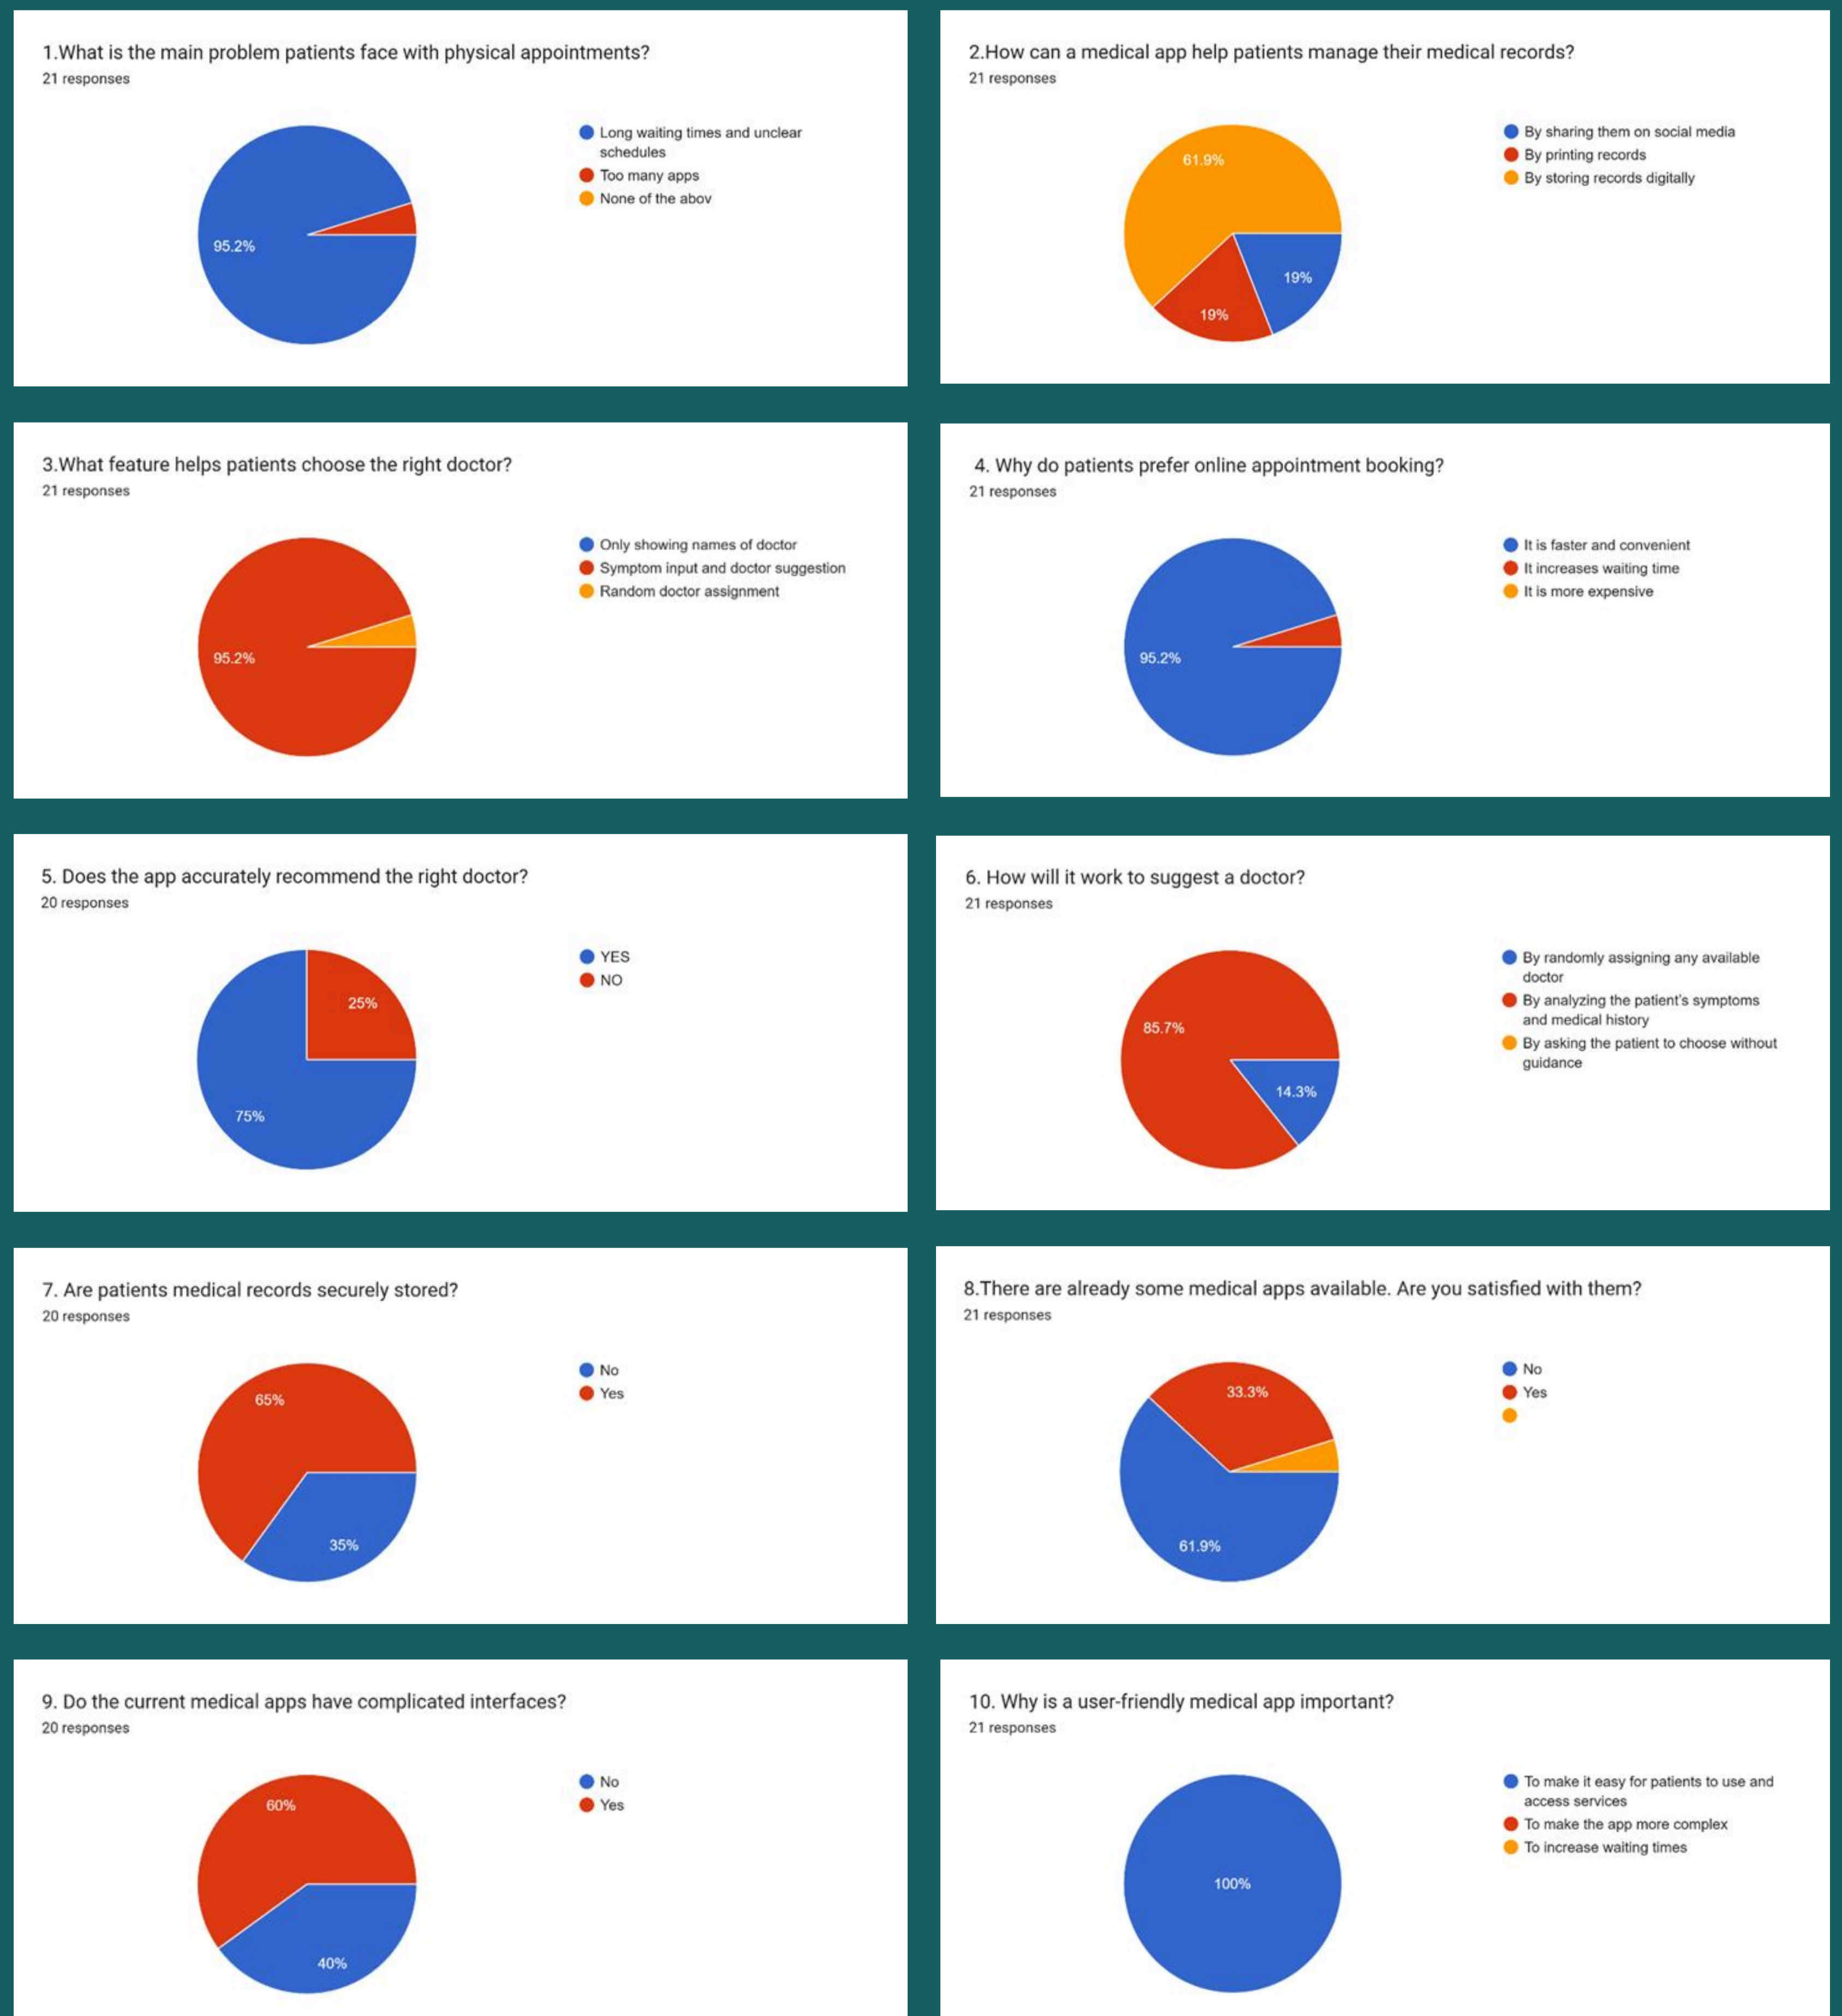 1.What is the main problem patients face with physical appointments?
21 responses
95.2%
Long waiting times and unclear
schedules
Too many apps
None of the abov
2.How can a medical app help patients manage their medical records?
21 responses
61.9%
19%
19%
By sharing them on social media
By printing records
By storing records digitally
3.What feature helps patients choose the right doctor?
21 responses
95.2%
Only showing names of doctor
Symptom input and doctor suggestion
Random doctor assignment
4. Why do patients prefer online appointment booking?
21 responses
95.2%
It is faster and convenient
It increases waiting time
It is more expensive
5. Does the app accurately recommend the right doctor?
20 responses
25%
75%
YES
NO
6. How will it work to suggest a doctor?
21 responses
85.7%
14.3%
By randomly assigning any available
doctor
By analyzing the patient's symptoms
and medical history
By asking the patient to choose without
guidance
7. Are patients medical records securely stored?
20 responses
65%
35%
No
Yes
8.There are already some medical apps available. Are you satisfied with them?
21 responses
33.3%
61.9%
No
Yes
9. Do the current medical apps have complicated interfaces?
20 responses
60%
40%
No
Yes
10. Why is a user-friendly medical app important?
21 responses
100%
To make it easy for patients to use and
access services
To make the app more complex
To increase waiting times